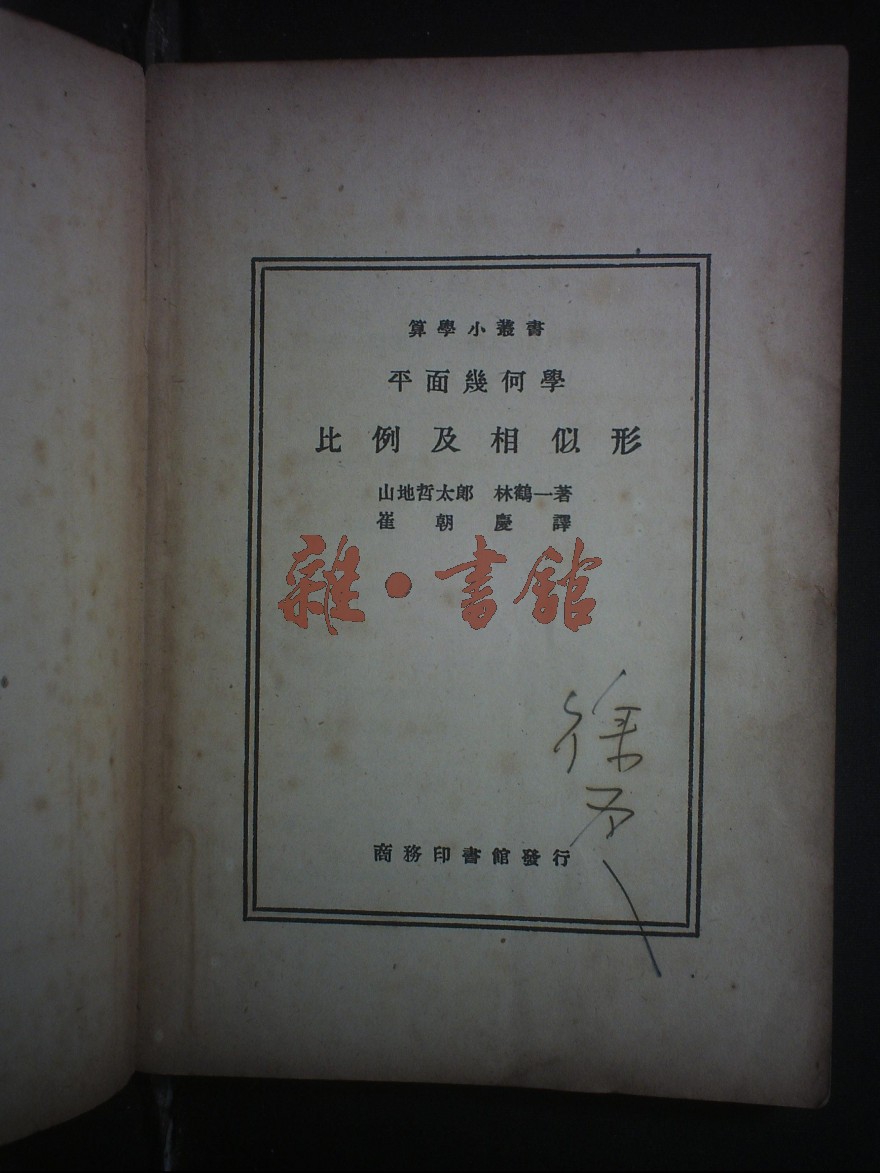 算學小叢書
平面幾何學
比例及相似形
山地哲太郎 林鶴一著
崔朝慶譯
雜·書館
徐
商務印書館發行